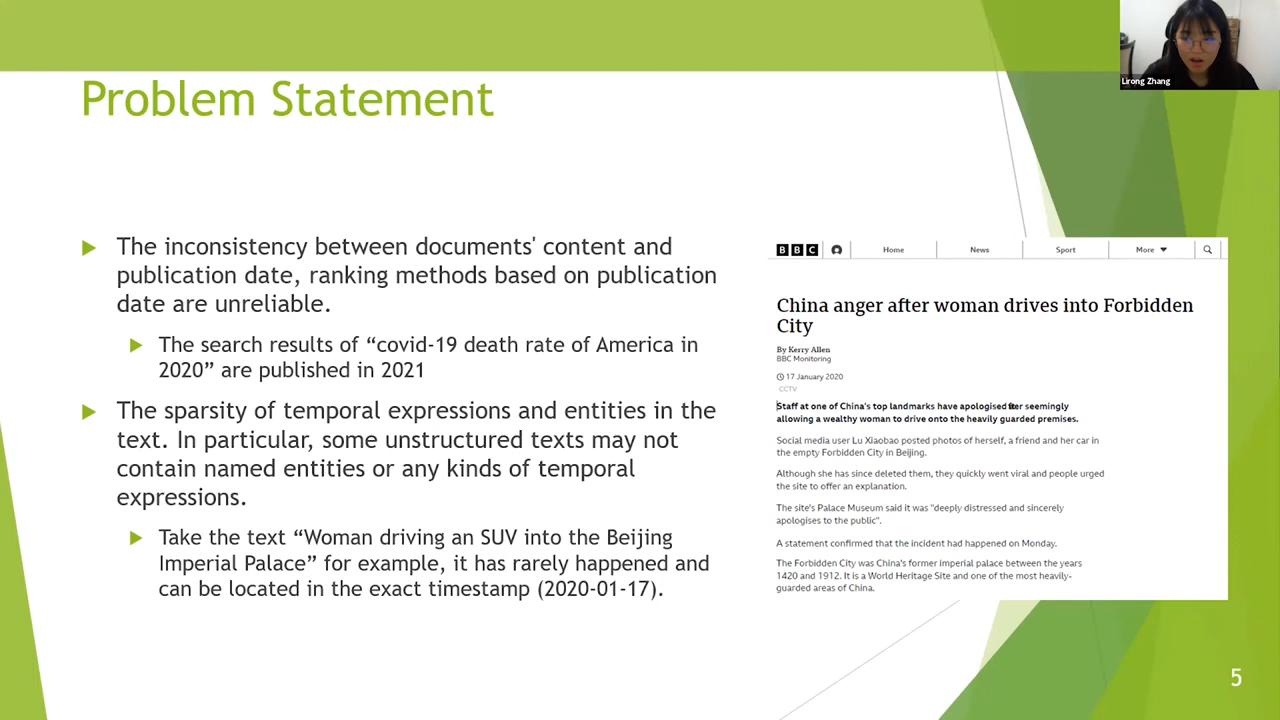 Lirong Zhang
Problem Statement
The inconsistency between documents' content and
publication date, ranking methods based on publication
date are unreliable.
The search results of “covid-19 death rate of America in
2020” are published in 2021
The sparsity of temporal expressions and entities in the
text. In particular, some unstructured texts may not
contain named entities or any kinds of temporal
expressions.
Take the text “Woman driving an SUV into the Beijing
Imperial Palace” for example, it has rarely happened and
can be located in the exact timestamp (2020-01-17).
BBC Home News Sport More
China anger after woman drives into Forbidden
City
By Kerry Allen
BBC Monitoring
17 January 2020
CCTV
Staff at one of China's top landmarks have apologised seemingly
allowing a wealthy woman to drive onto the heavily guarded premises.
Social media user Lu Xiaobao posted photos of herself, a friend and her car in
the empty Forbidden City in Beijing.
Although she has since deleted them, they quickly went viral and people urged
the site to offer an explanation.
The site's Palace Museum said it was "deeply distressed and sincerely
apologises to the public".
A statement confirmed that the incident had happened on Monday.
The Forbidden City was China's former imperial palace between the years
1420 and 1912. It is a World Heritage Site and one of the most heavily-
guarded areas of China.
5